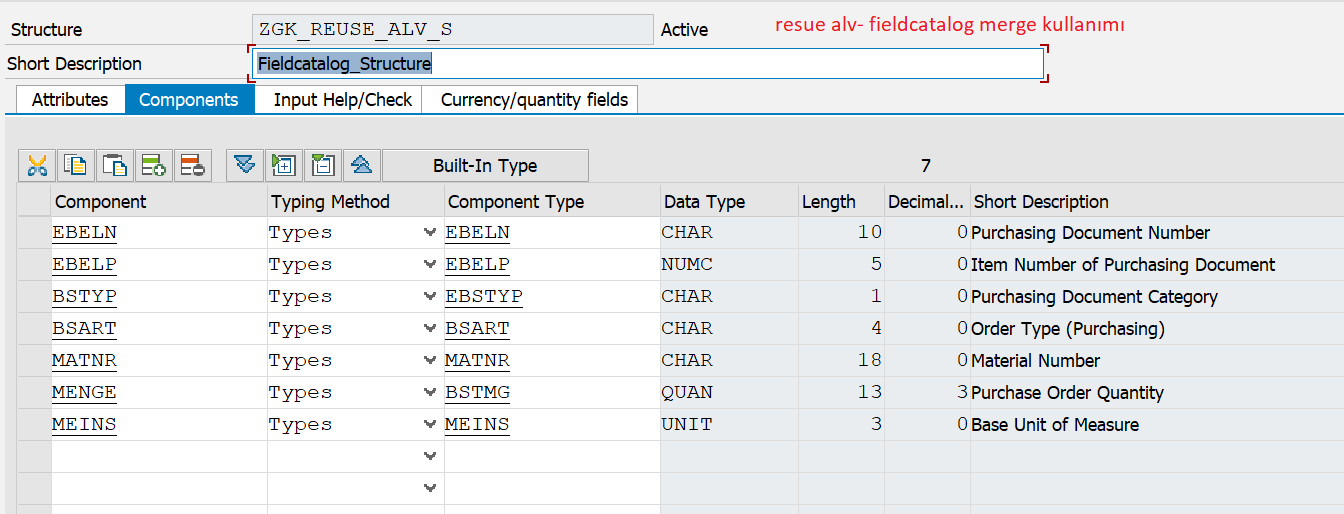 Structure ZGK_REUSE_ALV_S Active resue alv- fieldcatalog merge kullanımı
Short Description Fieldcatalog_Structure
Attributes Components Input Help/Check Currency/quantity fields
Built-In Type 7
Component Typing Method Component Type Data Type Length Decimal... Short Description
EBELN Types EBELN CHAR 10 0 Purchasing Document Number
EBELP Types EBELP NUMC 5 0 Item Number of Purchasing Document
BSTYP Types EBSTYP CHAR 1 0 Purchasing Document Category
BSART Types BSART CHAR 4 0 Order Type (Purchasing)
MATNR Types MATNR CHAR 18 0 Material Number
MENGE Types BSTMG QUAN 13 3 Purchase Order Quantity
MEINS Types MEINS UNIT 3 0 Base Unit of Measure